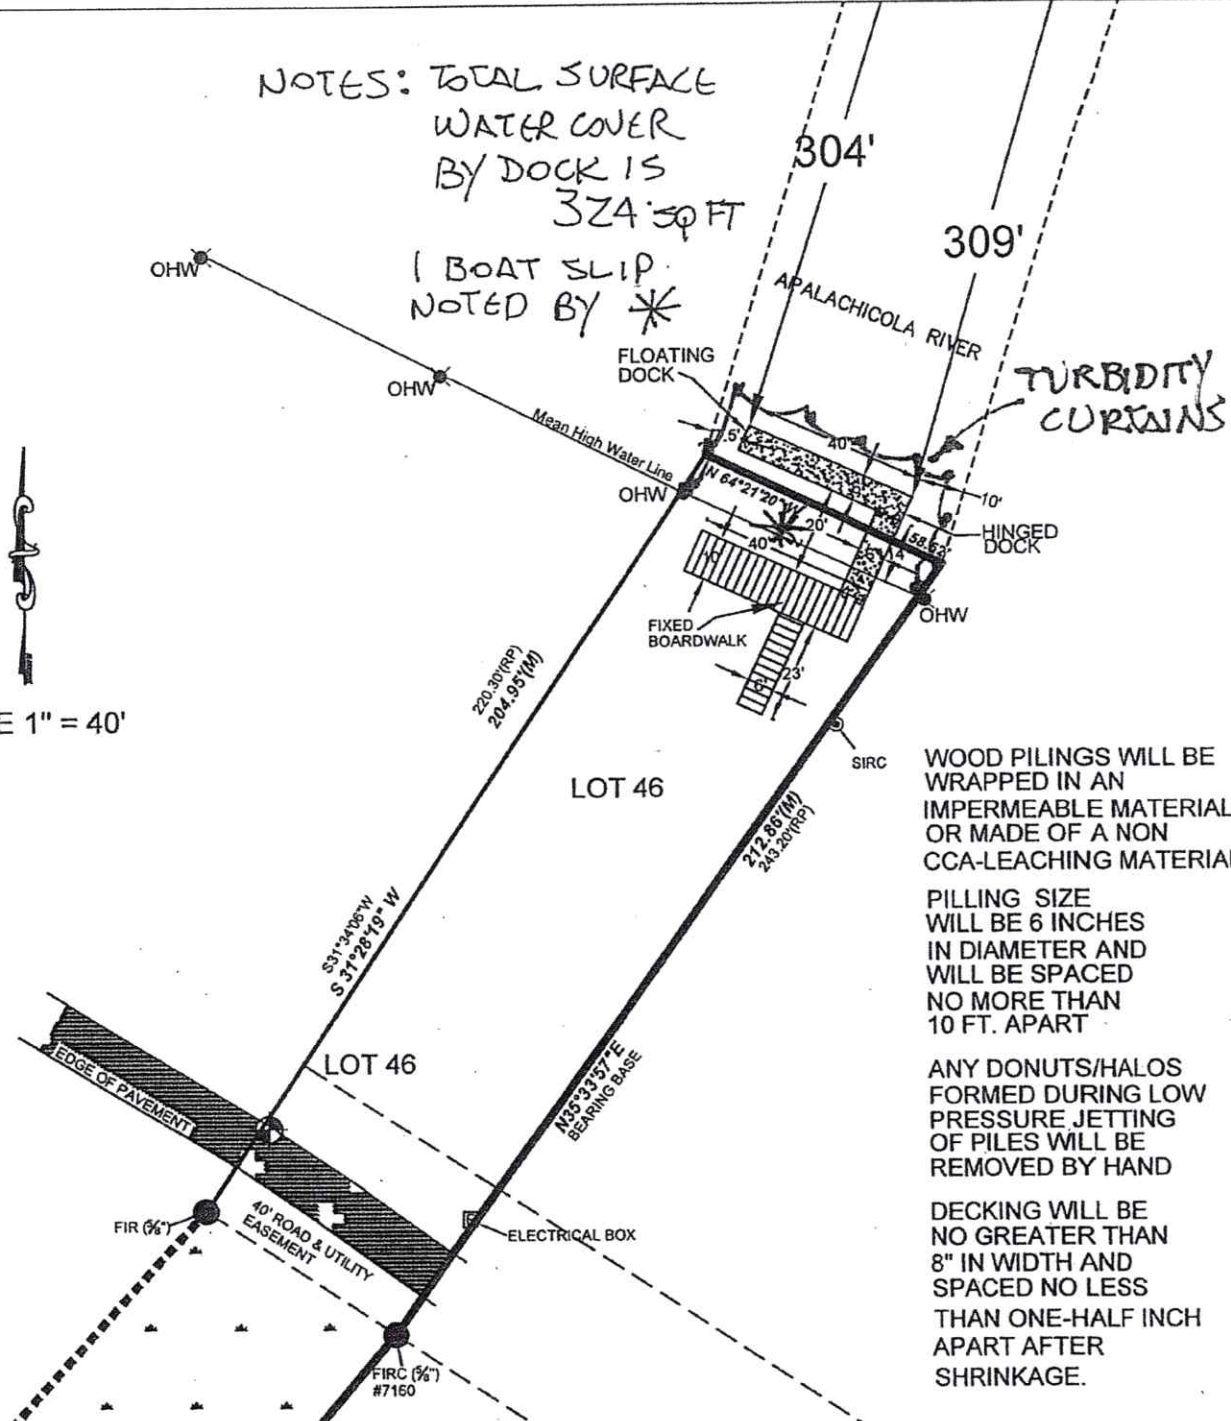 NOTES: TOTAL SURFACE
WATER COVER
BY DOCK IS
324 SQ FT
1 BOAT SLIP
NOTED BY *
304'
309'
APALACHICOLA RIVER
TURBIDITY
CURTAINS
OHW
OHW
Mean High Water Line
OHW
FLOATING
DOCK
40'
10'
N 64°21'20" W
20'
40'
10'
58.62'
HINGED
DOCK
OHW
FIXED
BOARDWALK
23'
6'
220.30'(RP)
204.95'(M)
E 1" = 40'
SIRC
LOT 46
212.86'(M)
243.20'(RP)
WOOD PILINGS WILL BE
WRAPPED IN AN
IMPERMEABLE MATERIAL
OR MADE OF A NON
CCA-LEACHING MATERIAL
PILLING SIZE
WILL BE 6 INCHES
IN DIAMETER AND
WILL BE SPACED
NO MORE THAN
10 FT. APART
ANY DONUTS/HALOS
FORMED DURING LOW
PRESSURE JETTING
OF PILES WILL BE
REMOVED BY HAND
DECKING WILL BE
NO GREATER THAN
8" IN WIDTH AND
SPACED NO LESS
THAN ONE-HALF INCH
APART AFTER
SHRINKAGE.
S31°34'06"W
S 31°28'19" W
LOT 46
N35°33'57"E
BEARING BASE
EDGE OF PAVEMENT
40' ROAD & UTILITY
EASEMENT
FIR (⅝")
ELECTRICAL BOX
FIRC (⅝")
#7160